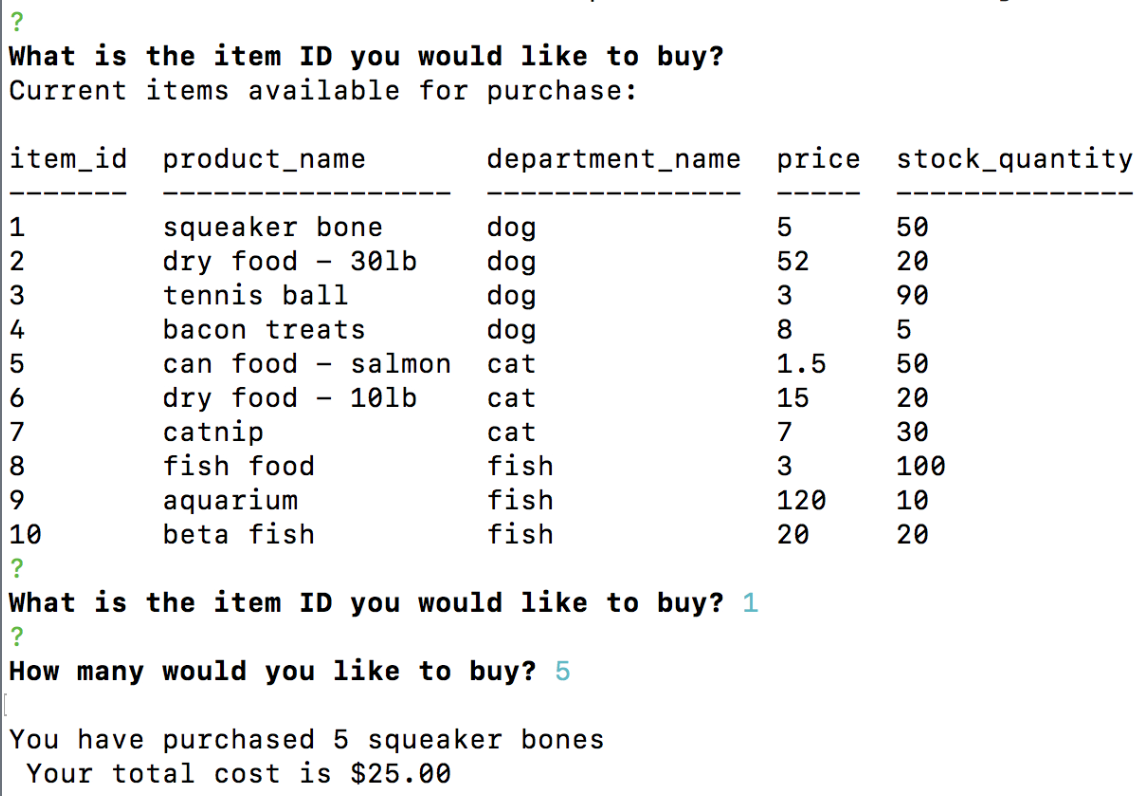 ?
What is the item ID you would like to buy?
Current items available for purchase:
item_id  product_name       department_name  price  stock_quantity
-------  -----------------  ---------------  -----  --------------
1        squeaker bone      dog              5      50
2        dry food - 30lb    dog              52     20
3        tennis ball        dog              3      90
4        bacon treats       dog              8      5
5        can food - salmon  cat              1.5    50
6        dry food - 10lb    cat              15     20
7        catnip             cat              7      30
8        fish food          fish             3      100
9        aquarium           fish             120    10
10       beta fish          fish             20     20
?
What is the item ID you would like to buy? 1
?
How many would you like to buy? 5
[
You have purchased 5 squeaker bones
 Your total cost is $25.00